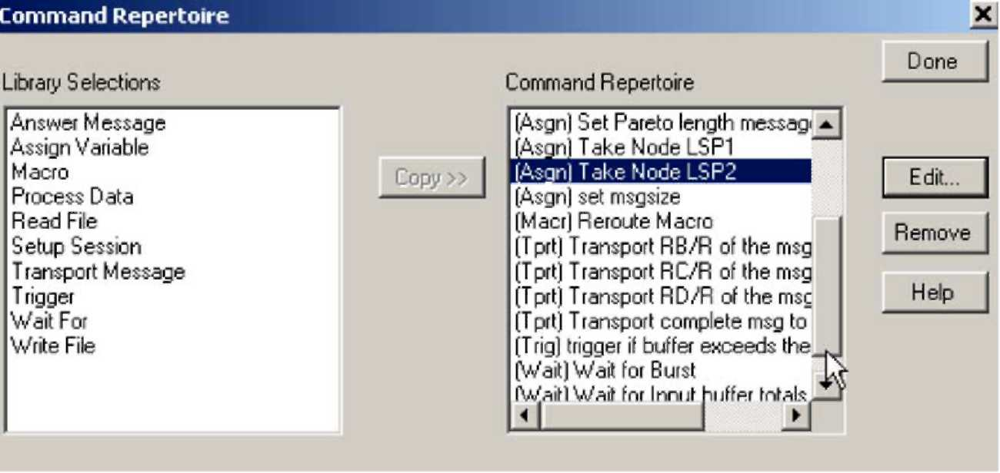 Command Repertoire
Done
Library Selections
Command Repertoire
Answer Message
Assign Variable
Macro
Process Data
Read File
Setup Session
Transport Message
Trigger
Wait For
Write File
Copy >>
(Asgn) Set Pareto length message
(Asgn) Take Node LSP1
(Asgn) Take Node LSP2
(Asgn) set msgsize
(Macr) Reroute Macro
(Tprt) Transport RB/R of the msg
(Tprt) Transport RC/R of the msg
(Tprt) Transport RD/R of the msg
(Tprt) Transport complete msg to
(Trig) trigger if buffer exceeds the
(Wait) Wait for Burst
(Wait) Wait for Input buffer totals
Edit...
Remove
Help